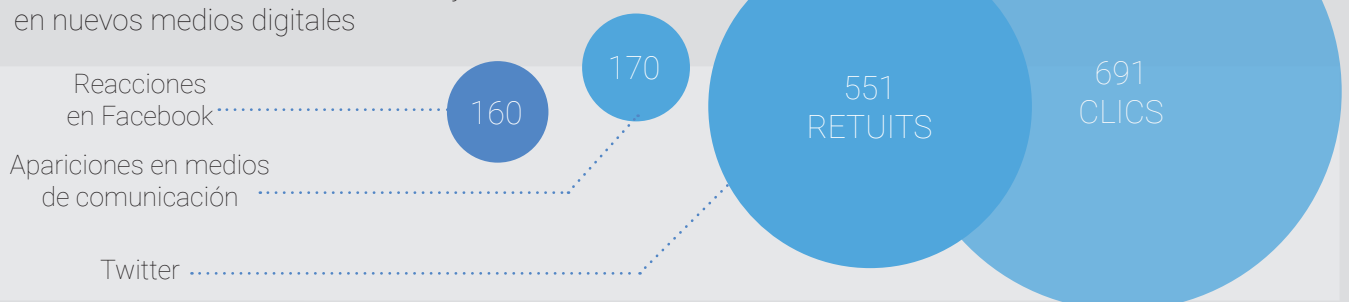 en nuevos medios digitales
Reacciones
en Facebook
160
170
551
RETUITS
691
CLICS
Apariciones en medios
de comunicación
Twitter